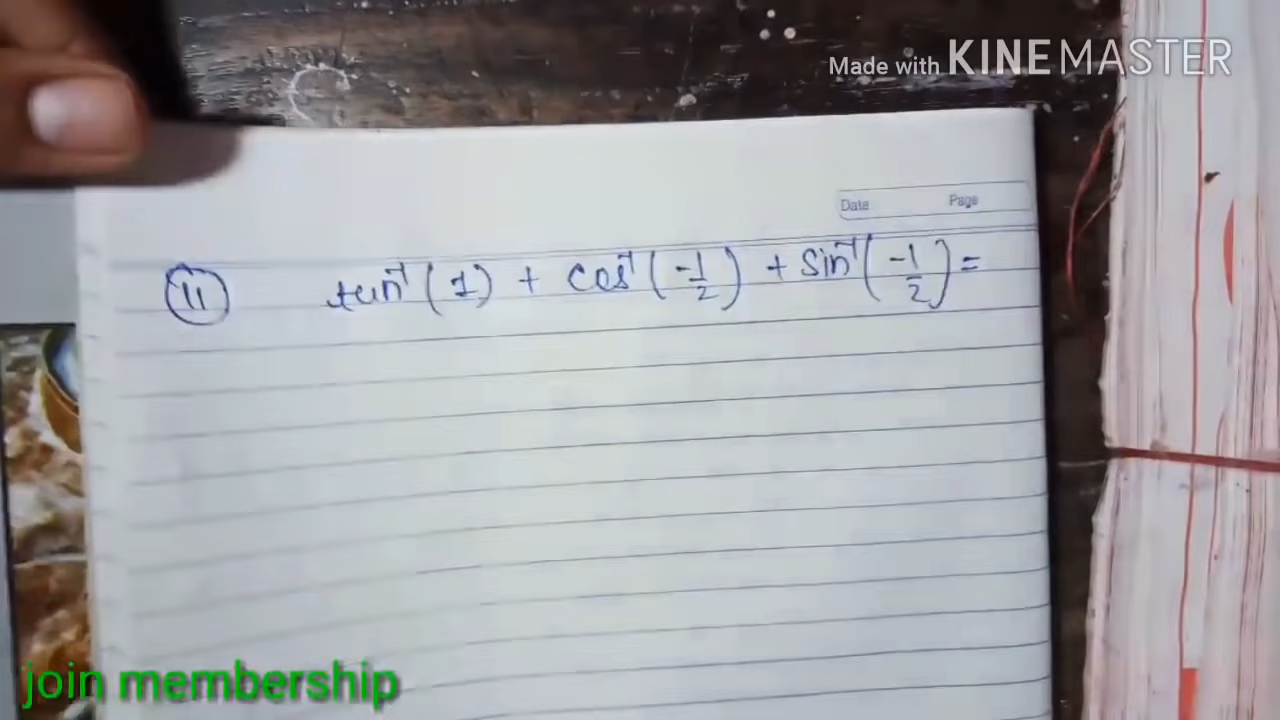 Made with KINEMASTER
Date Page
11 tan⁻¹(1) + cos⁻¹(-1/2) + sin⁻¹(-1/2) =
join membership